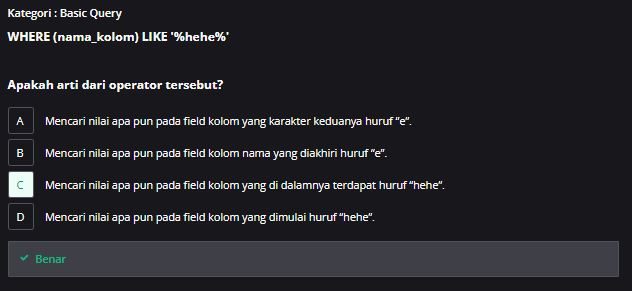 Kategori : Basic Query
WHERE (nama_kolom) LIKE '%hehe%'
Apakah arti dari operator tersebut?
A Mencari nilai apa pun pada field kolom yang karakter keduanya huruf “e”.
B Mencari nilai apa pun pada field kolom nama yang diakhiri huruf “e”.
C Mencari nilai apa pun pada field kolom yang di dalamnya terdapat huruf “hehe”.
D Mencari nilai apa pun pada field kolom yang dimulai huruf “hehe”.
Benar